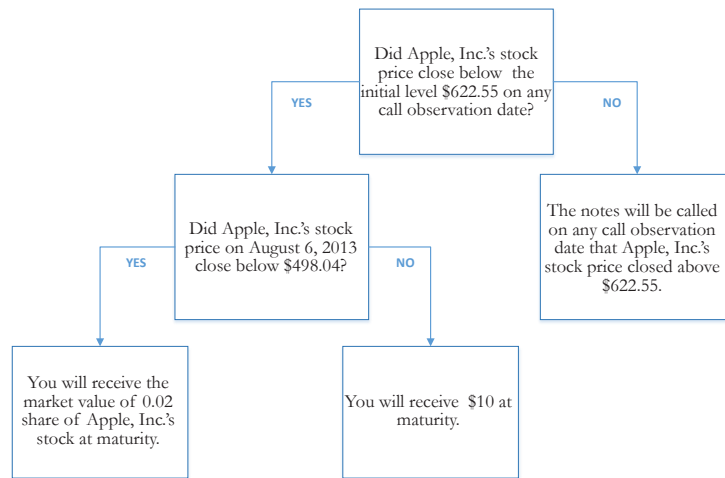 Did Apple, Inc.'s stock
price close below the
initial level $622.55 on any
call observation date?
YES
NO
Did Apple, Inc.'s stock
price on August 6, 2013
close below $498.04?
The notes will be called
on any call observation
date that Apple, Inc.'s
stock price closed above
$622.55.
YES
NO
You will receive the
market value of 0.02
share of Apple, Inc.'s
stock at maturity.
You will receive $10 at
maturity.